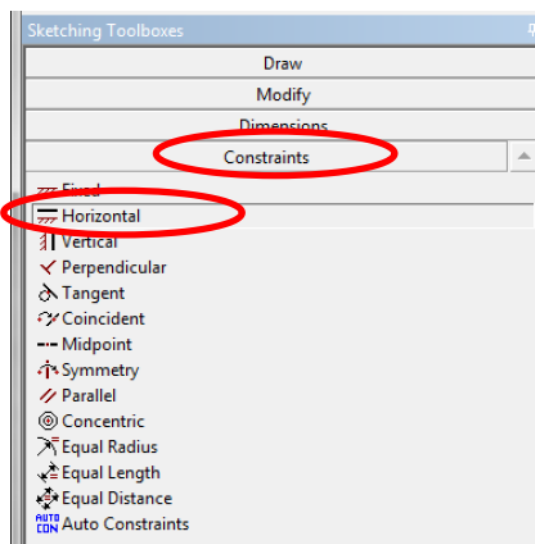 Sketching Toolboxes
Draw
Modify
Dimensions
Constraints
Fixed
Horizontal
Vertical
Perpendicular
Tangent
Coincident
Midpoint
Symmetry
Parallel
Concentric
Equal Radius
Equal Length
Equal Distance
AUTO
CON Auto Constraints